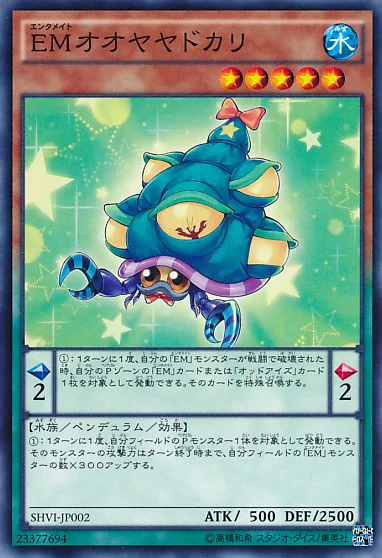 エンタメイト
EMオオヤヤドカリ
水
①：1ターンに1度、自分の「EM」モンスターが戦闘で破壊された
時、自分のPゾーンの「EM」カードまたは「オッドアイズ」カード
1枚を対象として発動できる。そのカードを特殊召喚する。
2
2
【水族／ペンデュラム／効果】
①：1ターンに1度、自分フィールドのPモンスター1体を対象として発動できる。
そのモンスターの攻撃力はターン終了時まで、自分フィールドの「EM」モン
スターの数×300アップする。
SHVI-JP002
ATK/ 500 DEF/2500
23377694
©高橋和希 スタジオ・ダイス/集英社